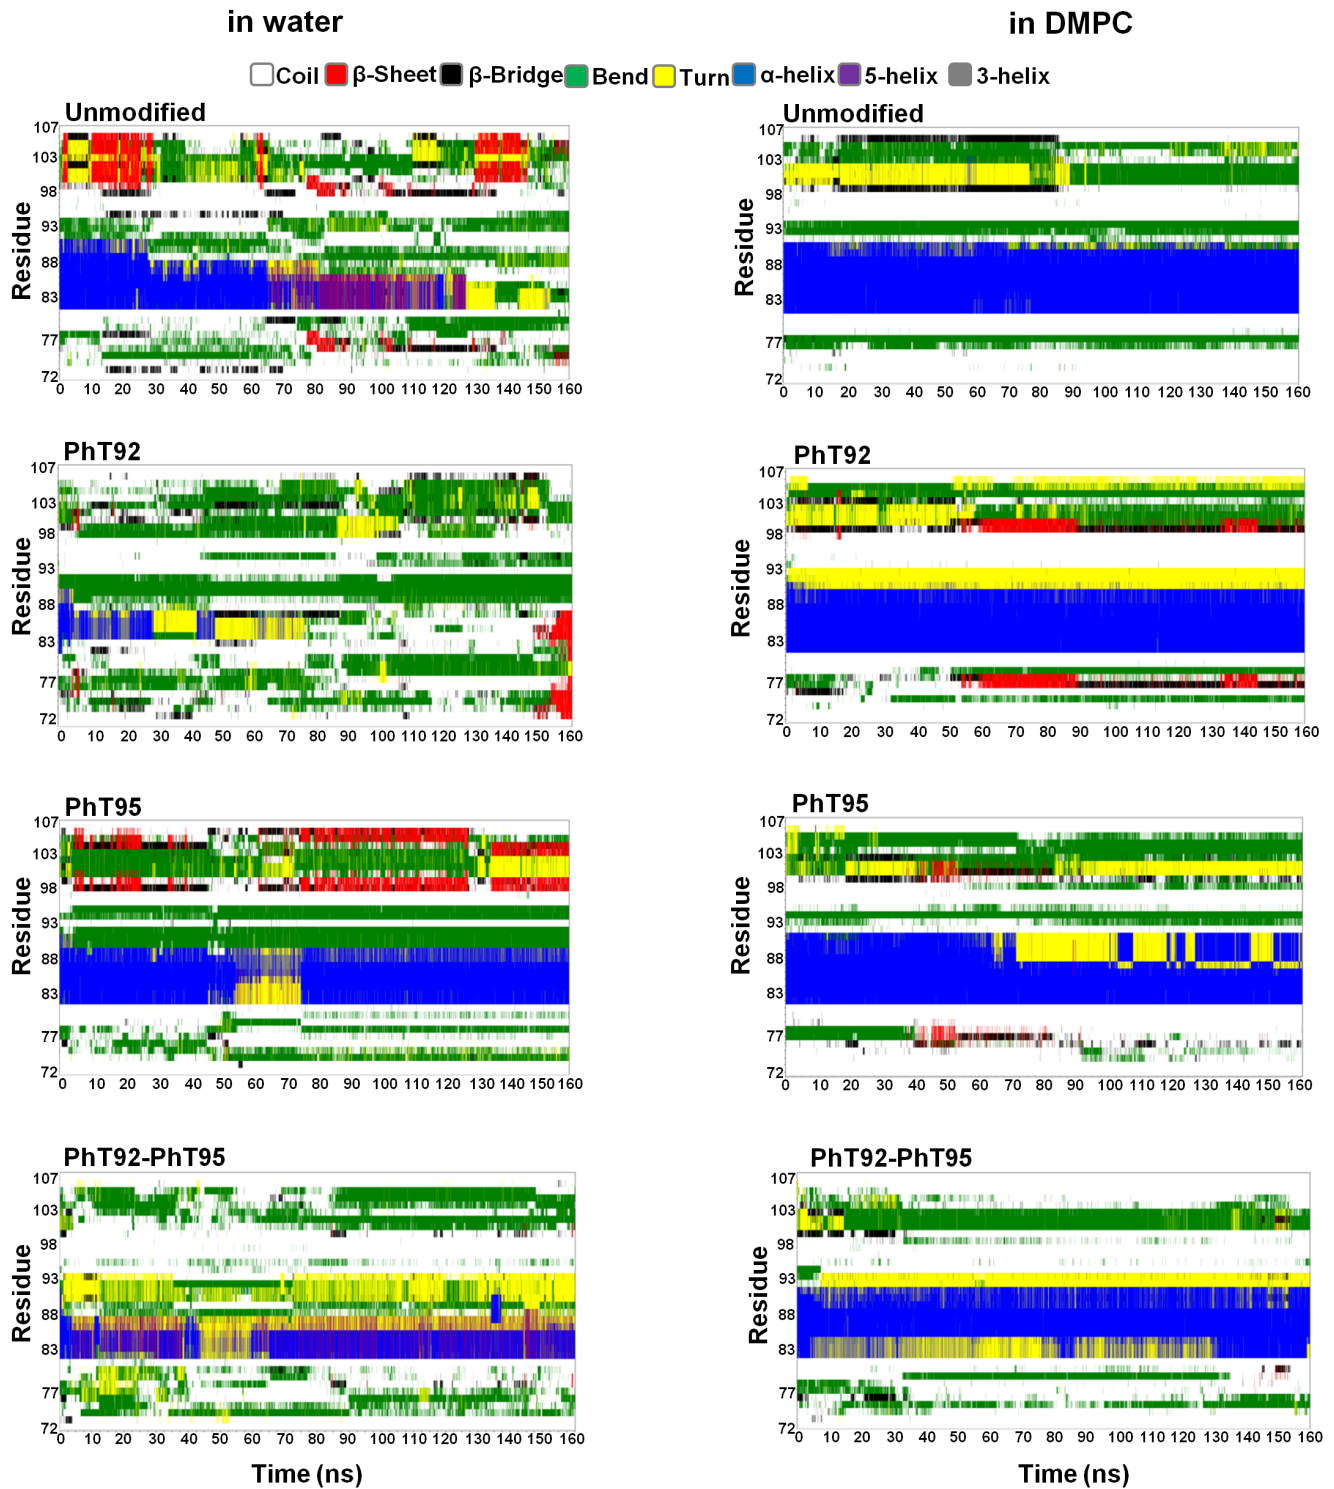 in water
in DMPC
Coil β-Sheet β-Bridge Bend Turn α-helix 5-helix 3-helix
Unmodified
107
103
98
93
88
83
77
72
Residue
0 10 20 30 40 50 60 70 80 90 100 110 120 130 140 150 160
Unmodified
107
103
98
93
88
83
77
72
Residue
0 10 20 30 40 50 60 70 80 90 100 110 120 130 140 150 160
PhT92
107
103
98
93
88
83
77
72
Residue
0 10 20 30 40 50 60 70 80 90 100 110 120 130 140 150 160
PhT92
107
103
98
93
88
83
77
72
Residue
0 10 20 30 40 50 60 70 80 90 100 110 120 130 140 150 160
PhT95
107
103
98
93
88
83
77
72
Residue
0 10 20 30 40 50 60 70 80 90 100 110 120 130 140 150 160
PhT95
107
103
98
93
88
83
77
72
Residue
0 10 20 30 40 50 60 70 80 90 100 110 120 130 140 150 160
PhT92-PhT95
107
103
98
93
88
83
77
72
Residue
0 10 20 30 40 50 60 70 80 90 100 110 120 130 140 150 160
Time (ns)
PhT92-PhT95
107
103
98
93
88
83
77
72
Residue
0 10 20 30 40 50 60 70 80 90 100 110 120 130 140 150 160
Time (ns)